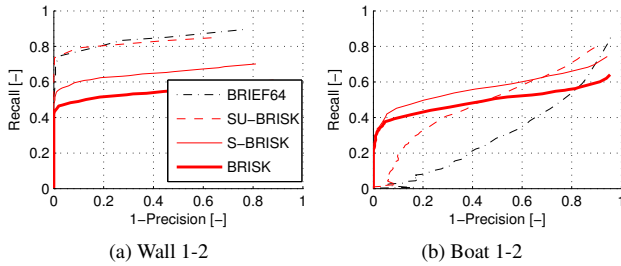 1
0.8
0.6
0.4
0.2
0
Recall [-]
0 0.2 0.4 0.6 0.8 1
1-Precision [-]
BRIEF64
SU-BRISK
S-BRISK
BRISK
(a) Wall 1-2
1
0.8
0.6
0.4
0.2
0
Recall [-]
0 0.2 0.4 0.6 0.8 1
1-Precision [-]
(b) Boat 1-2